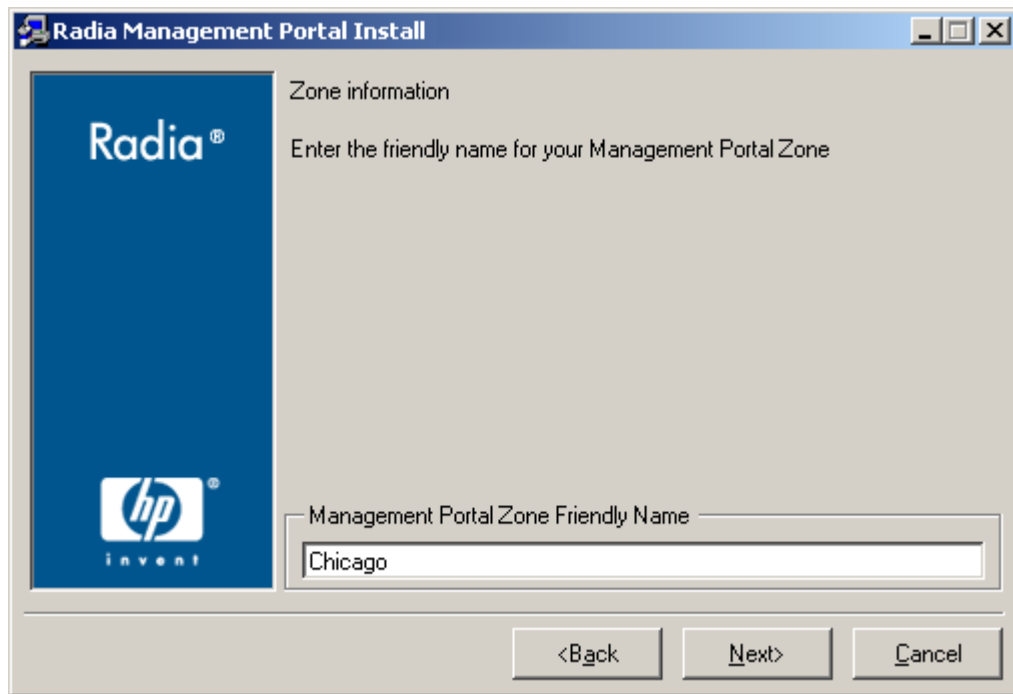 Radia Management Portal Install
Radia®
Zone information
Enter the friendly name for your Management Portal Zone
hp®
invent
Management Portal Zone Friendly Name
Chicago
<Back
Next>
Cancel